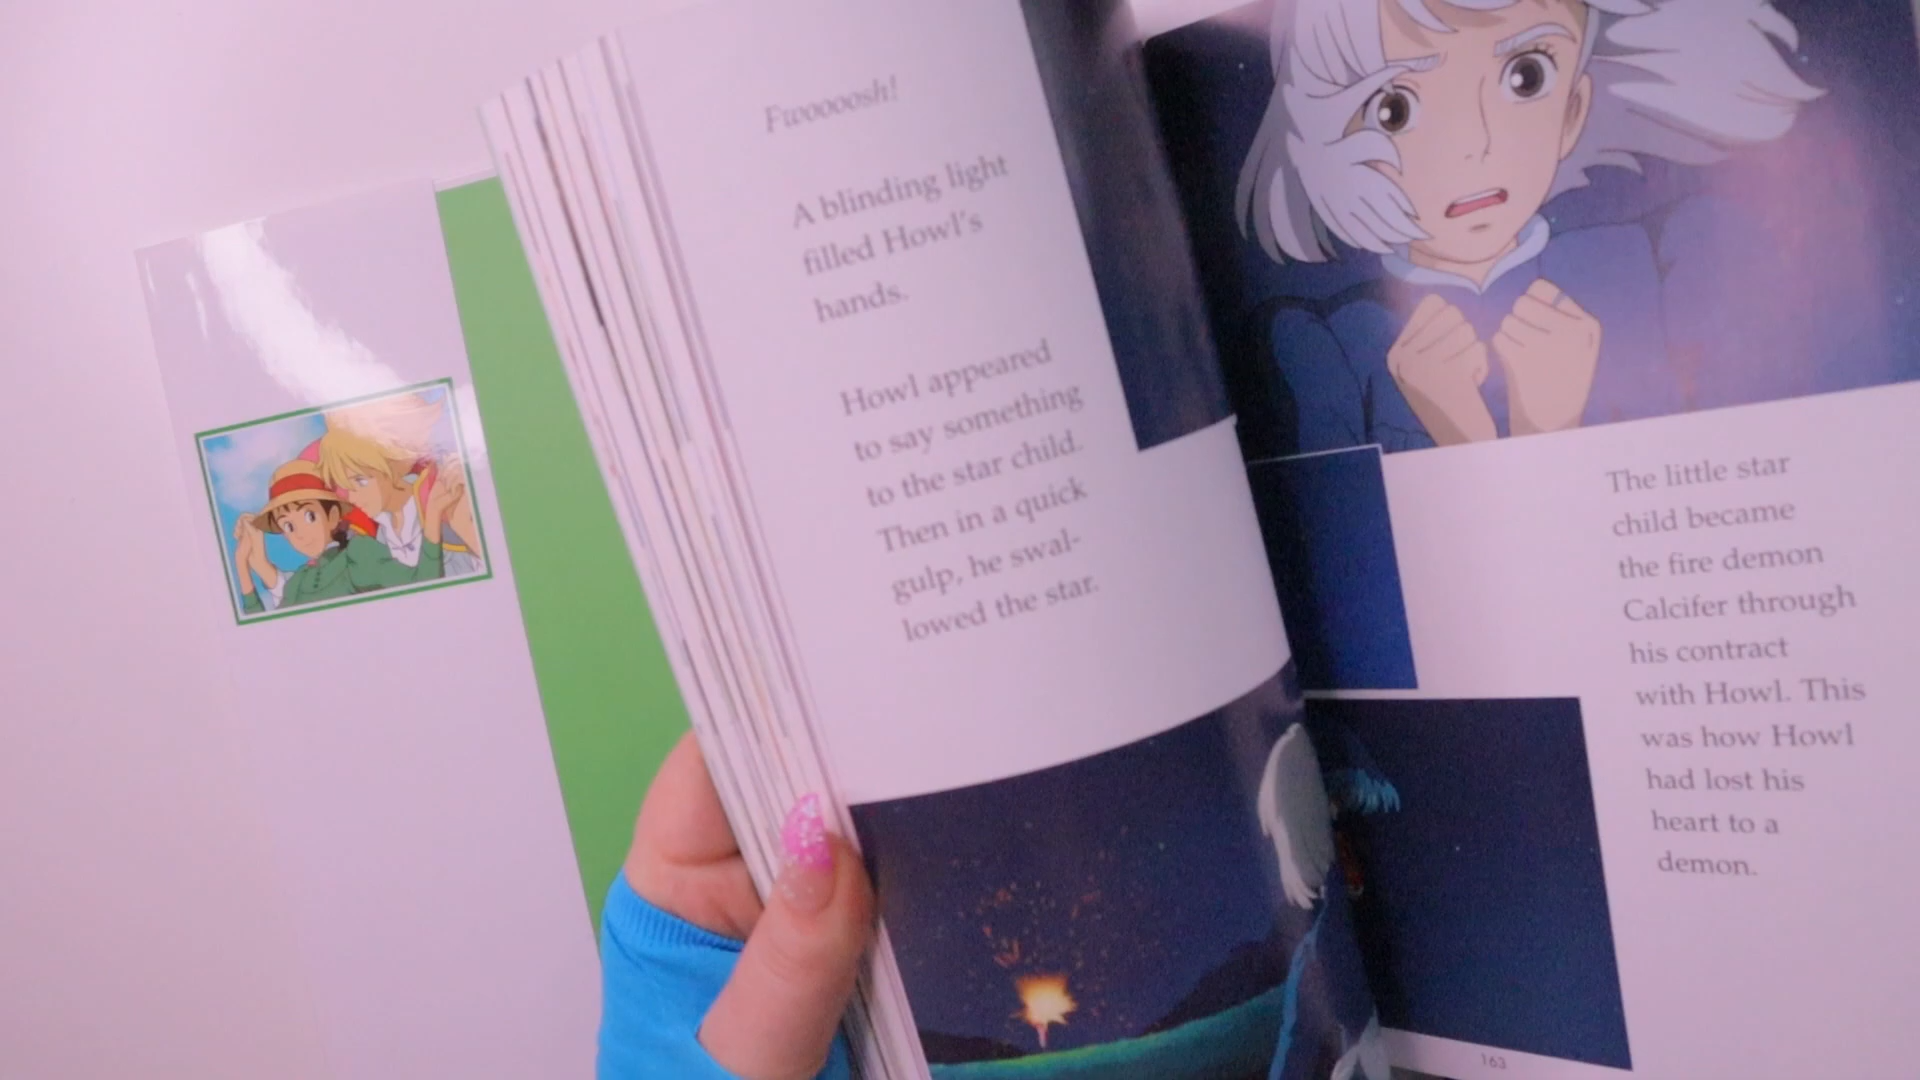 Fwoooosh!
A blinding light
filled Howl's
hands.
Howl appeared
to say something
to the star child.
Then in a quick
gulp, he swal-
lowed the star.
The little star
child became
the fire demon
Calcifer through
his contract
with Howl. This
was how Howl
had lost his
heart to a
demon.
163